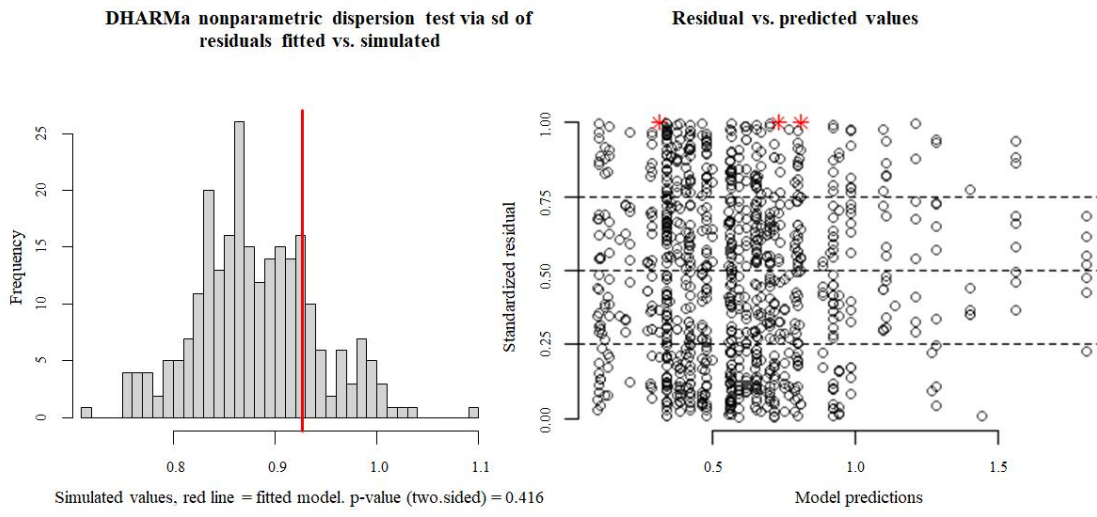 DHARMa nonparametric dispersion test via sd of
residuals fitted vs. simulated
Residual vs. predicted values
Frequency
25
20
15
10
5
0
0.8 0.9 1.0 1.1
Simulated values, red line = fitted model. p-value (two.sided) = 0.416
Standardized residual
1.00
0.75
0.50
0.25
0.00
0.5 1.0 1.5
Model predictions